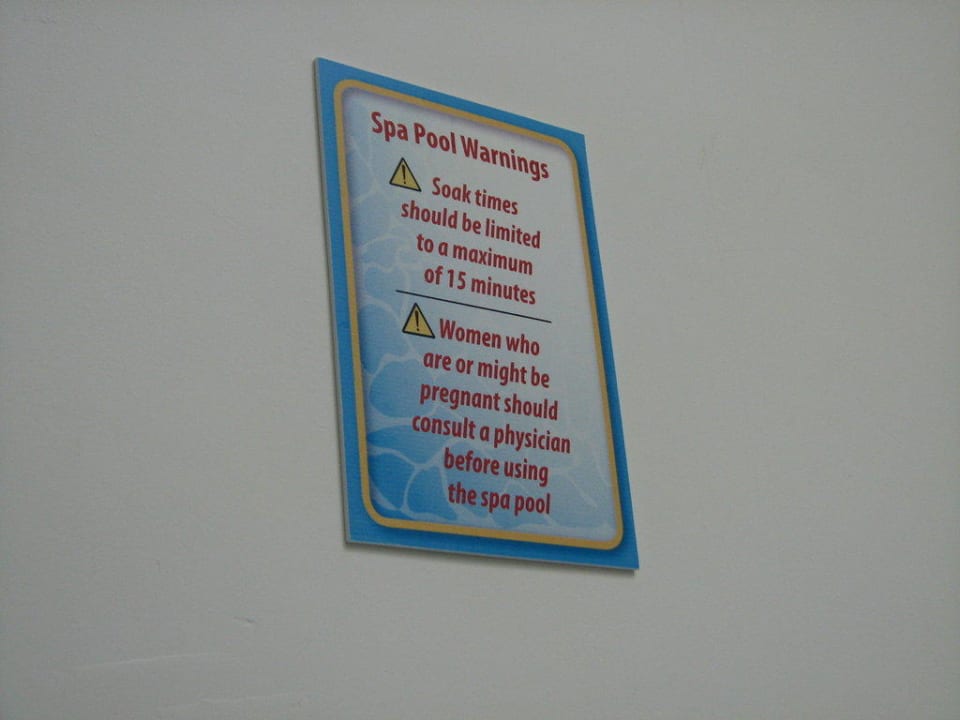 Spa Pool Warnings
Soak times
should be limited
to a maximum
of 15 minutes
Women who
are or might be
pregnant should
consult a physician
before using
the spa pool